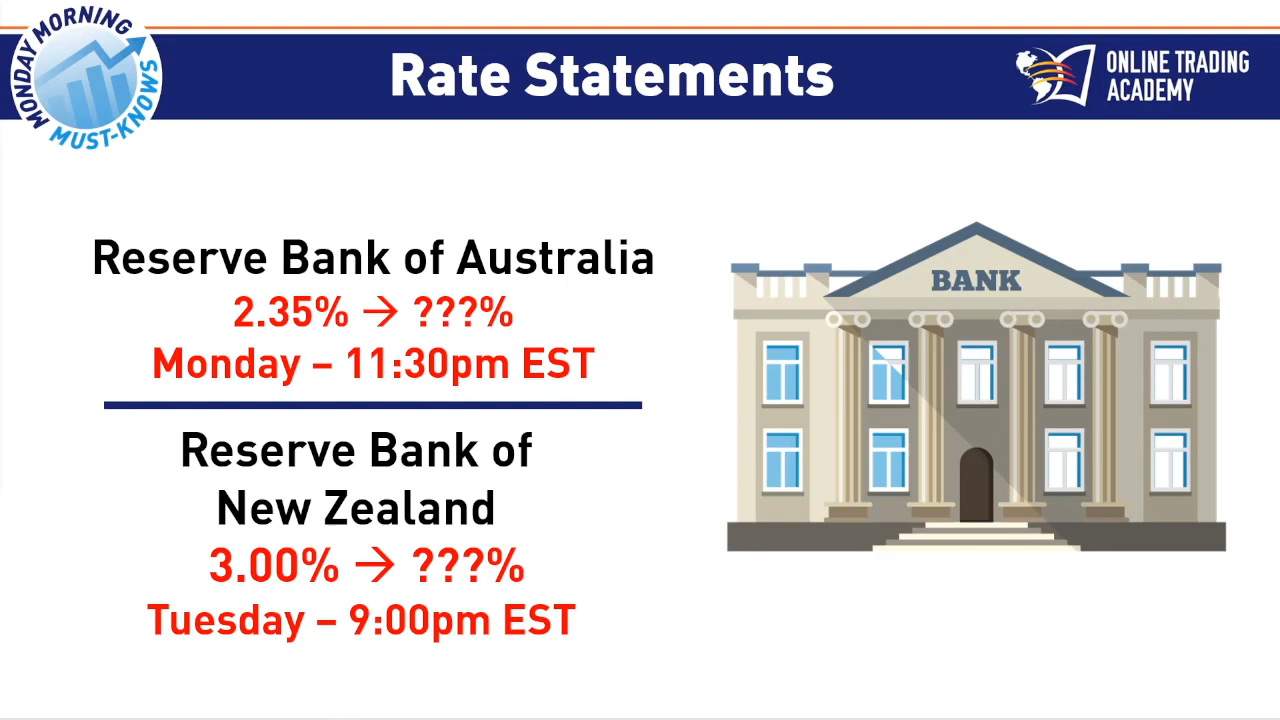 MONDAY MORNING
MUST-KNOWS
Rate Statements
ONLINE TRADING
ACADEMY
Reserve Bank of Australia
2.35% → ???%
Monday – 11:30pm EST
BANK
Reserve Bank of
New Zealand
3.00% → ???%
Tuesday – 9:00pm EST